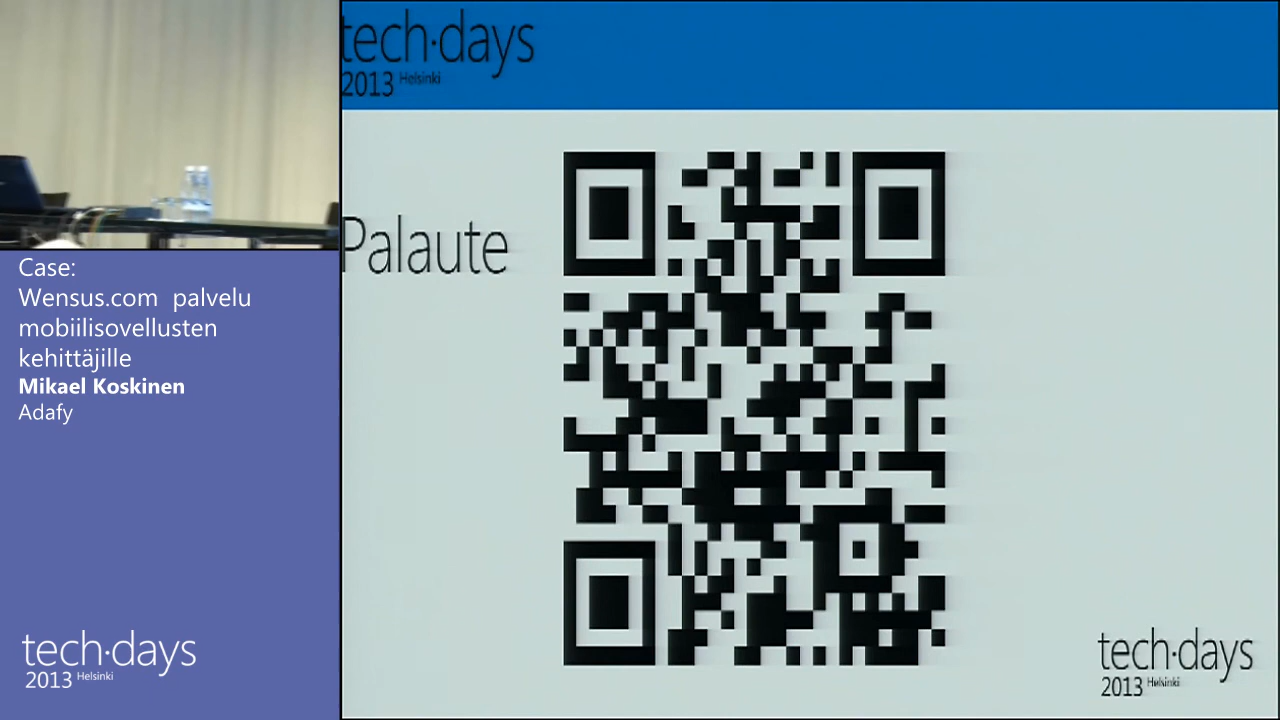 tech·days
2013 Helsinki
Palaute
Case:
Wensus.com palvelu
mobiilisovellusten
kehittäjille
Mikael Koskinen
Adafy
tech·days
2013 Helsinki
tech·days
2013 Helsinki